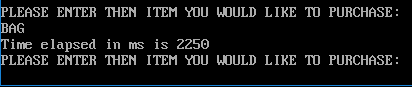 PLEASE ENTER THEN ITEM YOU WOULD LIKE TO PURCHASE:
BAG
Time elapsed in ms is 2250
PLEASE ENTER THEN ITEM YOU WOULD LIKE TO PURCHASE: